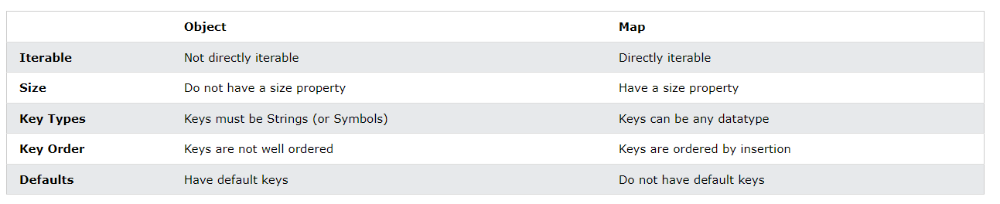 Object Map
Iterable Not directly iterable Directly iterable
Size Do not have a size property Have a size property
Key Types Keys must be Strings (or Symbols) Keys can be any datatype
Key Order Keys are not well ordered Keys are ordered by insertion
Defaults Have default keys Do not have default keys